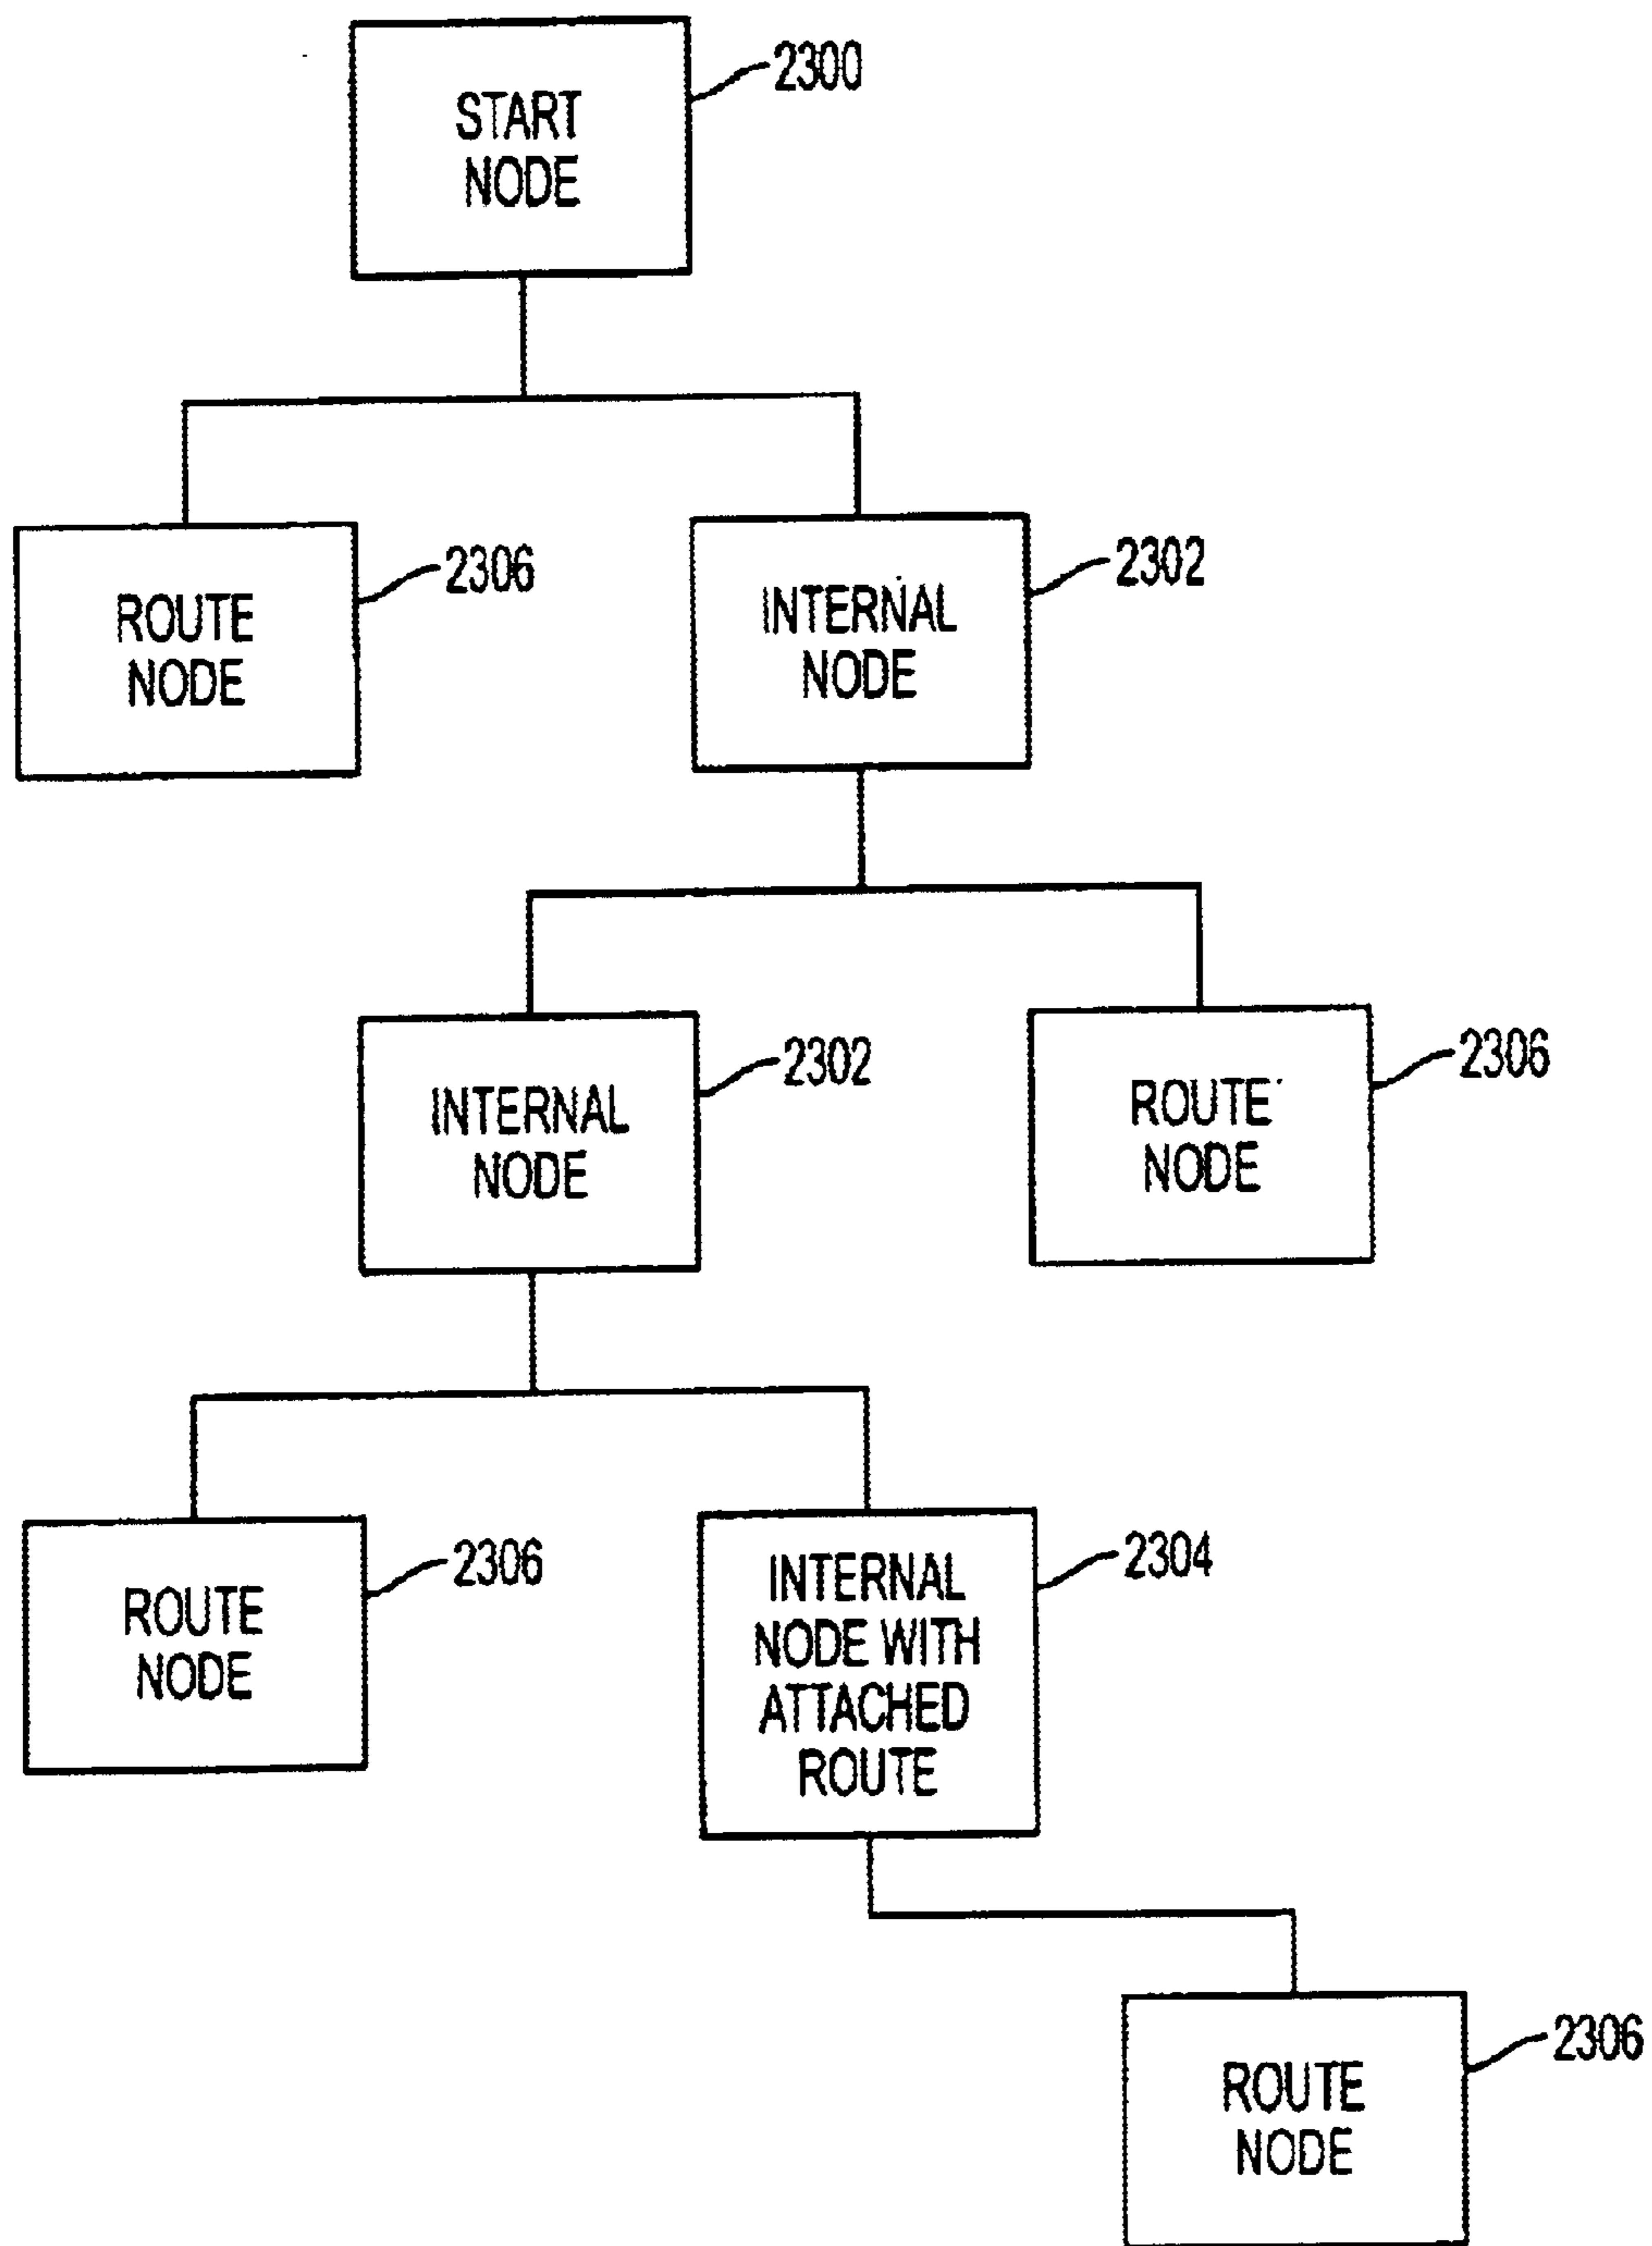 START
NODE
2300
ROUTE
NODE
2306
INTERNAL
NODE
2302
INTERNAL
NODE
2302
ROUTE
NODE
2306
ROUTE
NODE
2306
INTERNAL
NODE WITH
ATTACHED
ROUTE
2304
ROUTE
NODE
2306